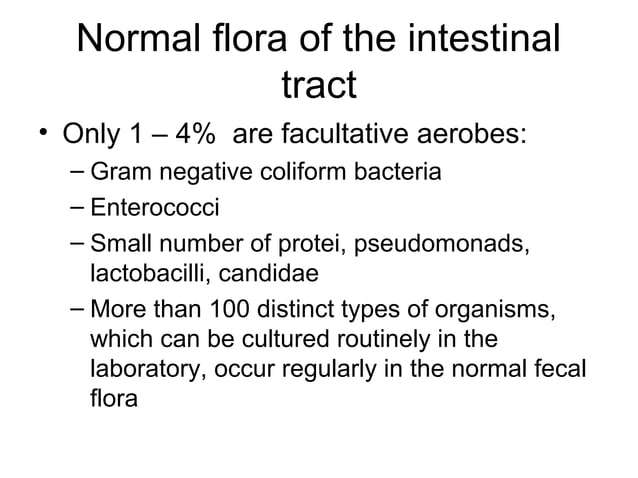 Normal flora of the intestinal
tract
• Only 1 – 4%  are facultative aerobes:
– Gram negative coliform bacteria
– Enterococci
– Small number of protei, pseudomonads,
lactobacilli, candidae
– More than 100 distinct types of organisms,
which can be cultured routinely in the
laboratory, occur regularly in the normal fecal
flora